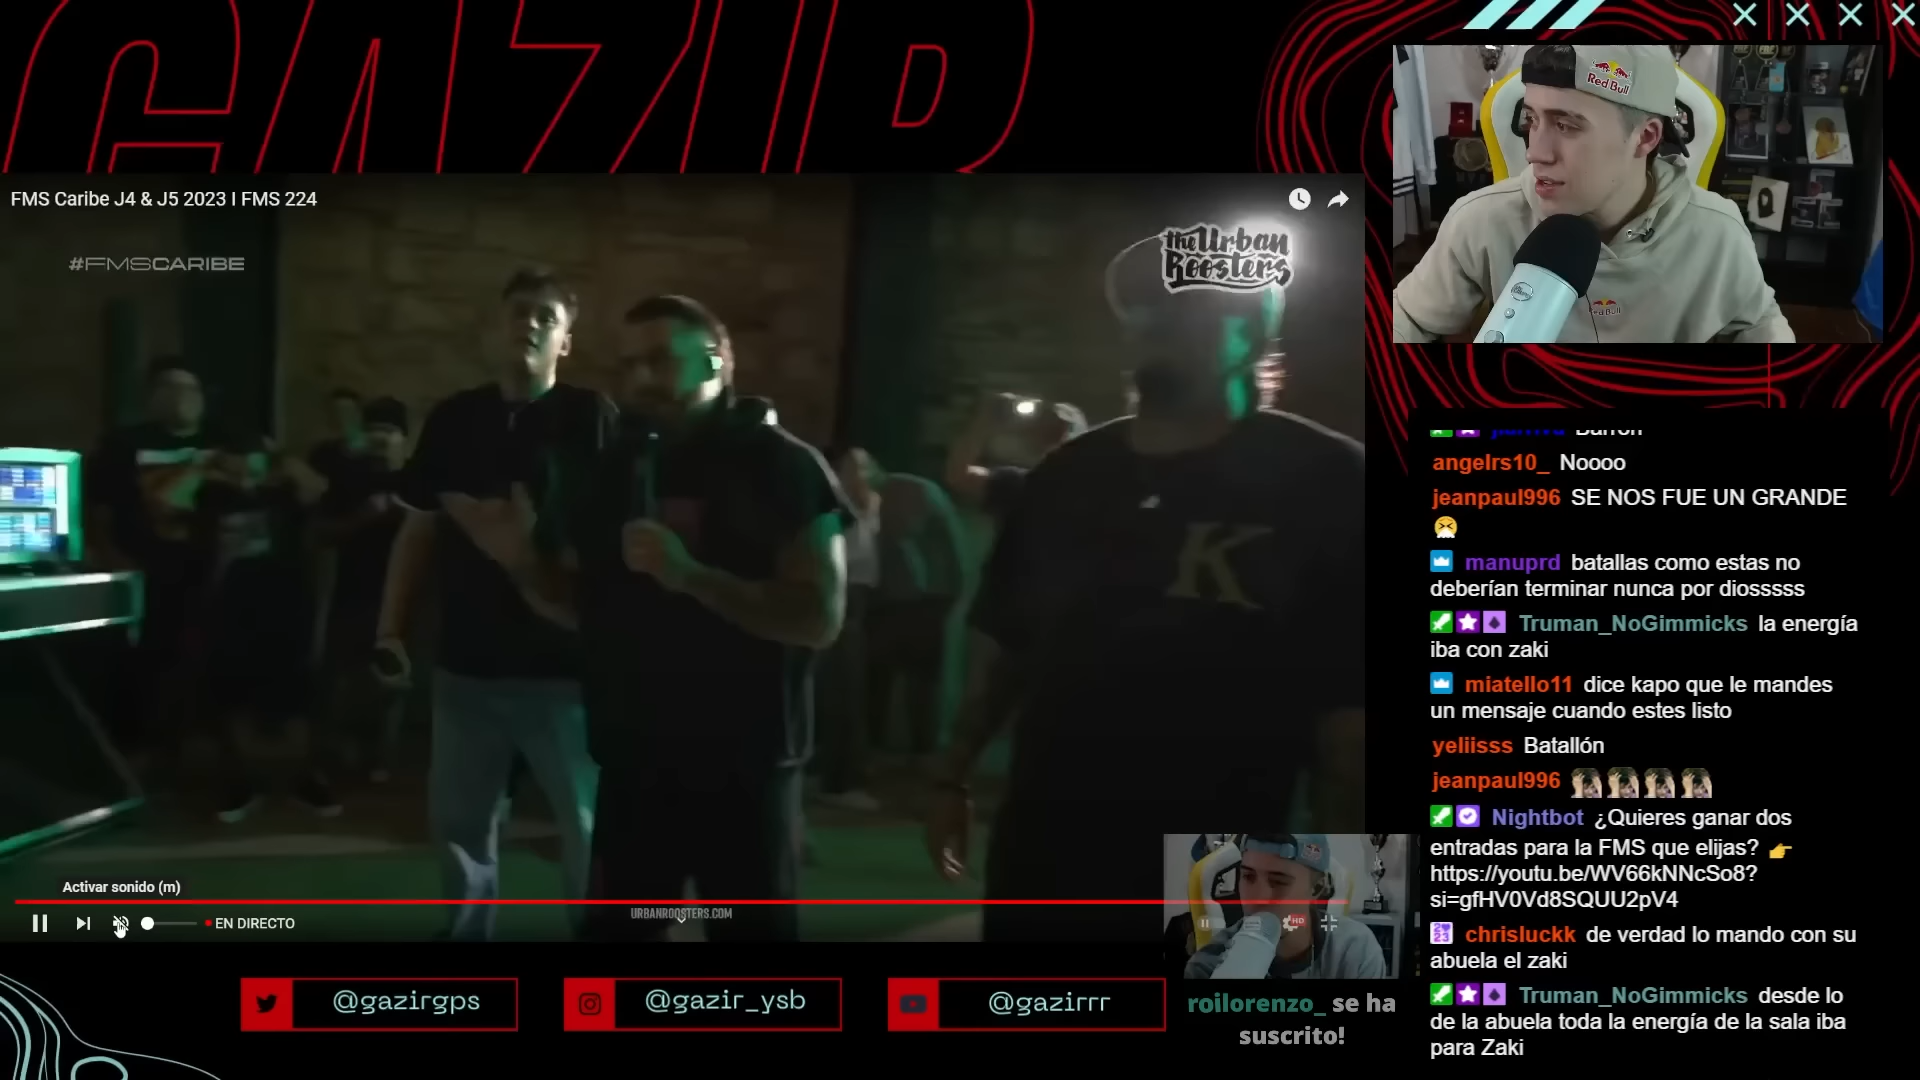 GAZIR
FMS Caribe J4 & J5 2023 I FMS 224
#FMSCARIBE
the Urban
Roosters
K
Activar sonido (m)
EN DIRECTO
URBANROOSTERS.COM
HD
@gazirgps
@gazir_ysb
@gazirrr
roilorenzo_ se ha
suscrito!
Red Bull
Red Bull
angelrs10_ Noooo
jeanpaul996 SE NOS FUE UN GRANDE
manuprd batallas como estas no
deberían terminar nunca por diosssss
Truman_NoGimmicks la energía
iba con zaki
miatello11 dice kapo que le mandes
un mensaje cuando estes listo
yeliisss Batallón
jeanpaul996
Nightbot ¿Quieres ganar dos
entradas para la FMS que elijas?
https://youtu.be/WV66kNNcSo8?
si=gfHV0Vd8SQUU2pV4
chrisluckk de verdad lo mando con su
abuela el zaki
Truman_NoGimmicks desde lo
de la abuela toda la energía de la sala iba
para Zaki